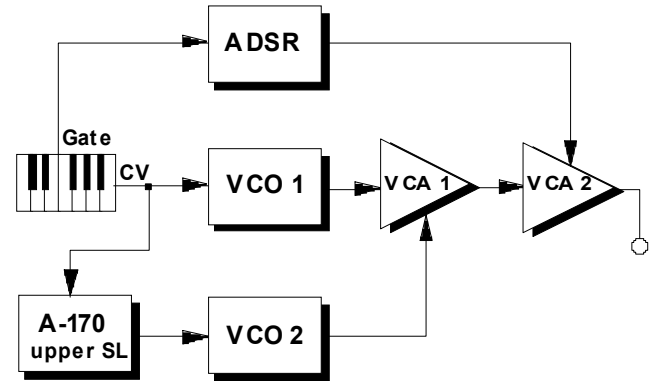 ADSR
Gate
CV
VCO 1
VCA 1
VCA 2
A-170
upper SL
VCO 2